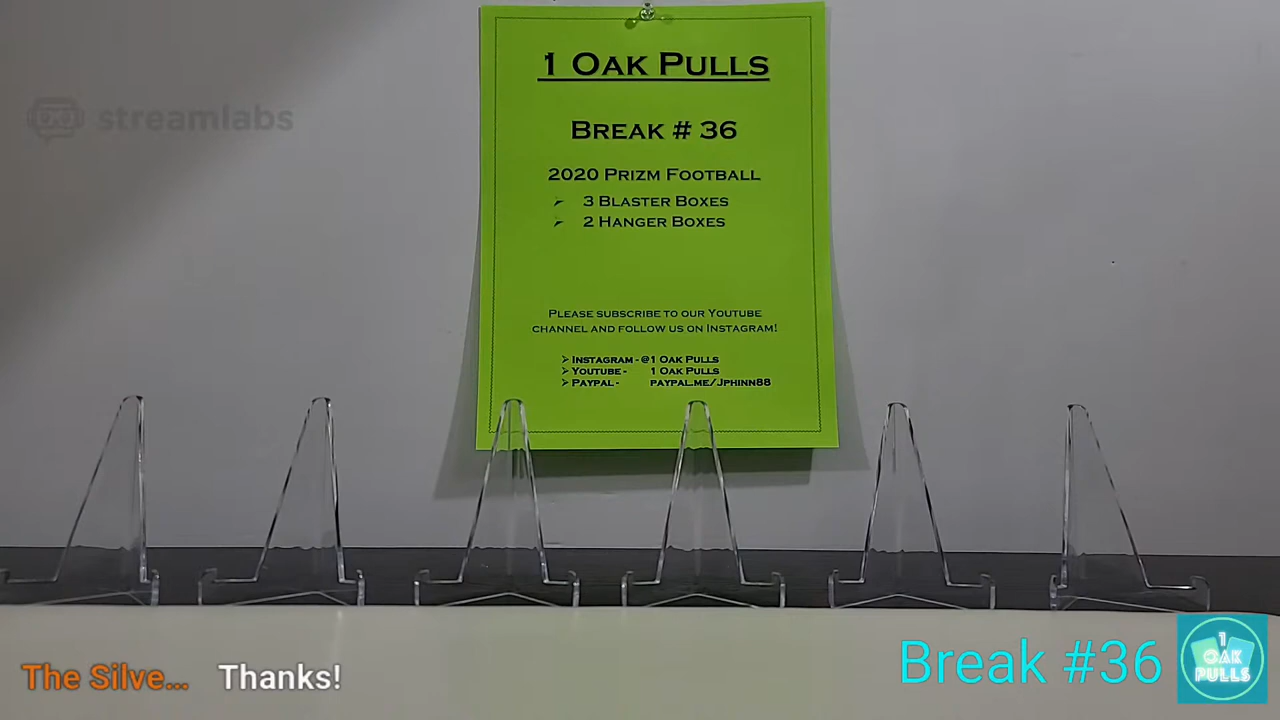 1 Oak Pulls
streamlabs
Break # 36
2020 Prizm Football
➢ 3 Blaster Boxes
➢ 2 Hanger Boxes
Please subscribe to our Youtube
channel and follow us on Instagram!
➢ Instagram - @1 Oak Pulls
➢ Youtube - 1 Oak Pulls
➢ Paypal - paypal.me/Jphinn88
The Silve... Thanks!
Break #36
1
OAK
PULLS